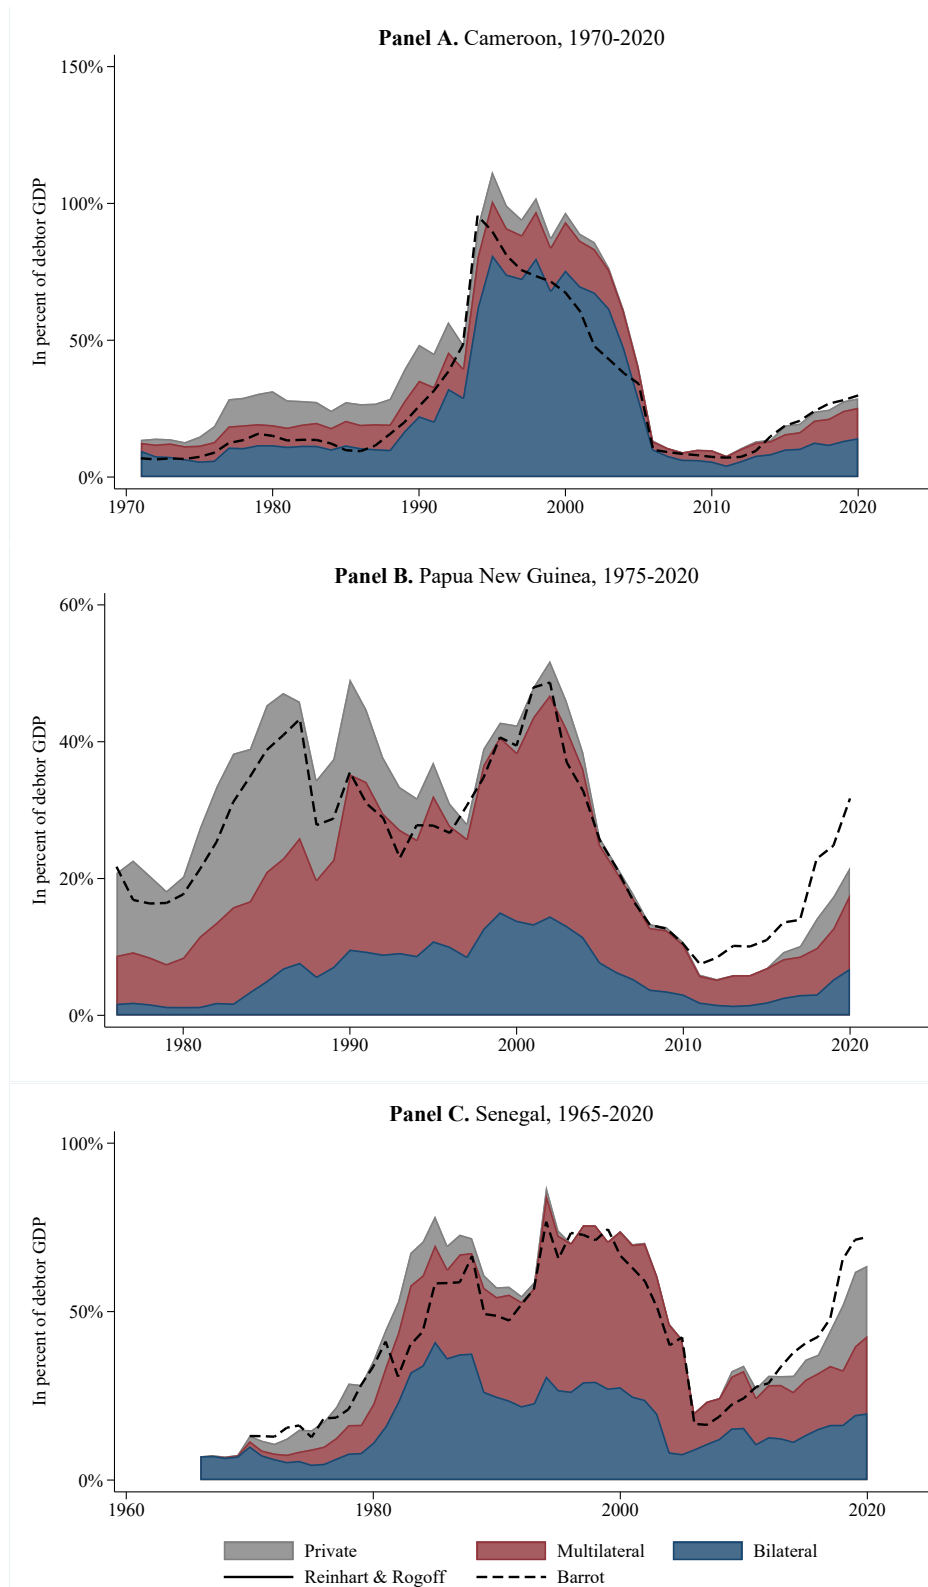 Panel A. Cameroon, 1970-2020
150%
100%
50%
0%
In percent of debtor GDP
1970 1980 1990 2000 2010 2020
Panel B. Papua New Guinea, 1975-2020
60%
40%
20%
0%
In percent of debtor GDP
1980 1990 2000 2010 2020
Panel C. Senegal, 1965-2020
100%
50%
0%
In percent of debtor GDP
1960 1980 2000 2020
Private Multilateral Bilateral
Reinhart & Rogoff Barrot